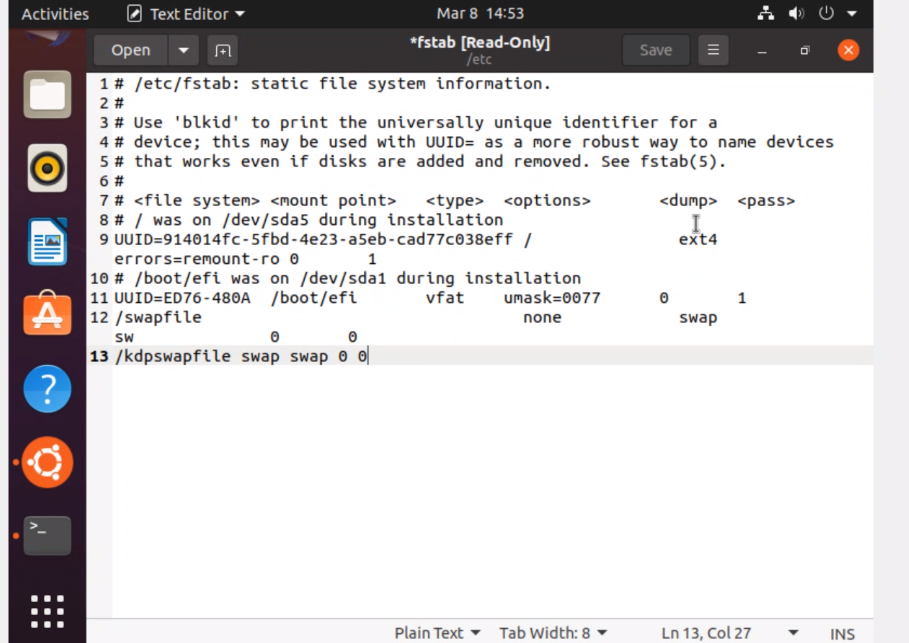 Activities Text Editor Mar 8 14:53
Open *fstab [Read-Only] Save
/etc
1 # /etc/fstab: static file system information.
2 #
3 # Use 'blkid' to print the universally unique identifier for a
4 # device; this may be used with UUID= as a more robust way to name devices
5 # that works even if disks are added and removed. See fstab(5).
6 #
7 # <file system> <mount point> <type> <options> <dump> <pass>
8 # / was on /dev/sda5 during installation
9 UUID=914014fc-5fbd-4e23-a5eb-cad77c038eff / ext4
errors=remount-ro 0 1
10 # /boot/efi was on /dev/sda1 during installation
11 UUID=ED76-480A /boot/efi vfat umask=0077 0 1
12 /swapfile none swap
sw 0 0
13 /kdpswapfile swap swap 0 0
Plain Text Tab Width: 8 Ln 13, Col 27 INS